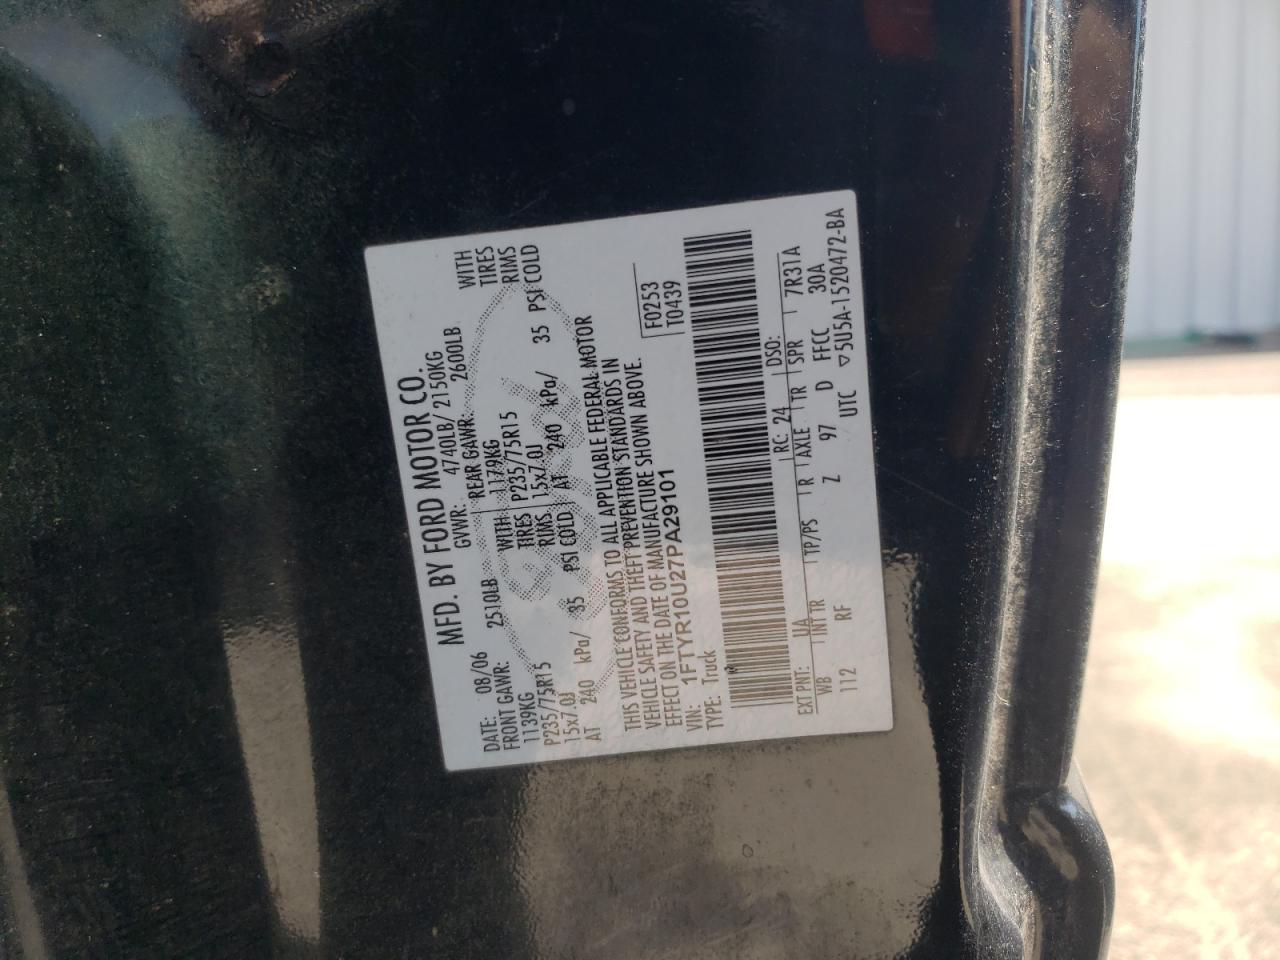 MFD. BY FORD MOTOR CO.
DATE: 08/06 GVWR: 4740LB/ 2150KG
FRONT GAWR: 2510LB REAR GAWR: 2600LB
1139KG WITH 1179KG WITH
P235/75R15 TIRES P235/75R15 TIRES
15x7.0J RIMS 15x7.0J RIMS
AT 240 kPa/ 35 PSI COLD AT 240 kPa/ 35 PSI COLD
THIS VEHICLE CONFORMS TO ALL APPLICABLE FEDERAL MOTOR
VEHICLE SAFETY AND THEFT PREVENTION STANDARDS IN
EFFECT ON THE DATE OF MANUFACTURE SHOWN ABOVE.
VIN: 1FTYR10U27PA29101 F0253
TYPE: Truck T0439
EXT PNT: UA RC: 24 DSO:
WB INT TR TP/PS R AXLE TR SPR 7R31A
112 RF Z 97 D FFCC 30A
UTC ▽5U5A-1520472-BA